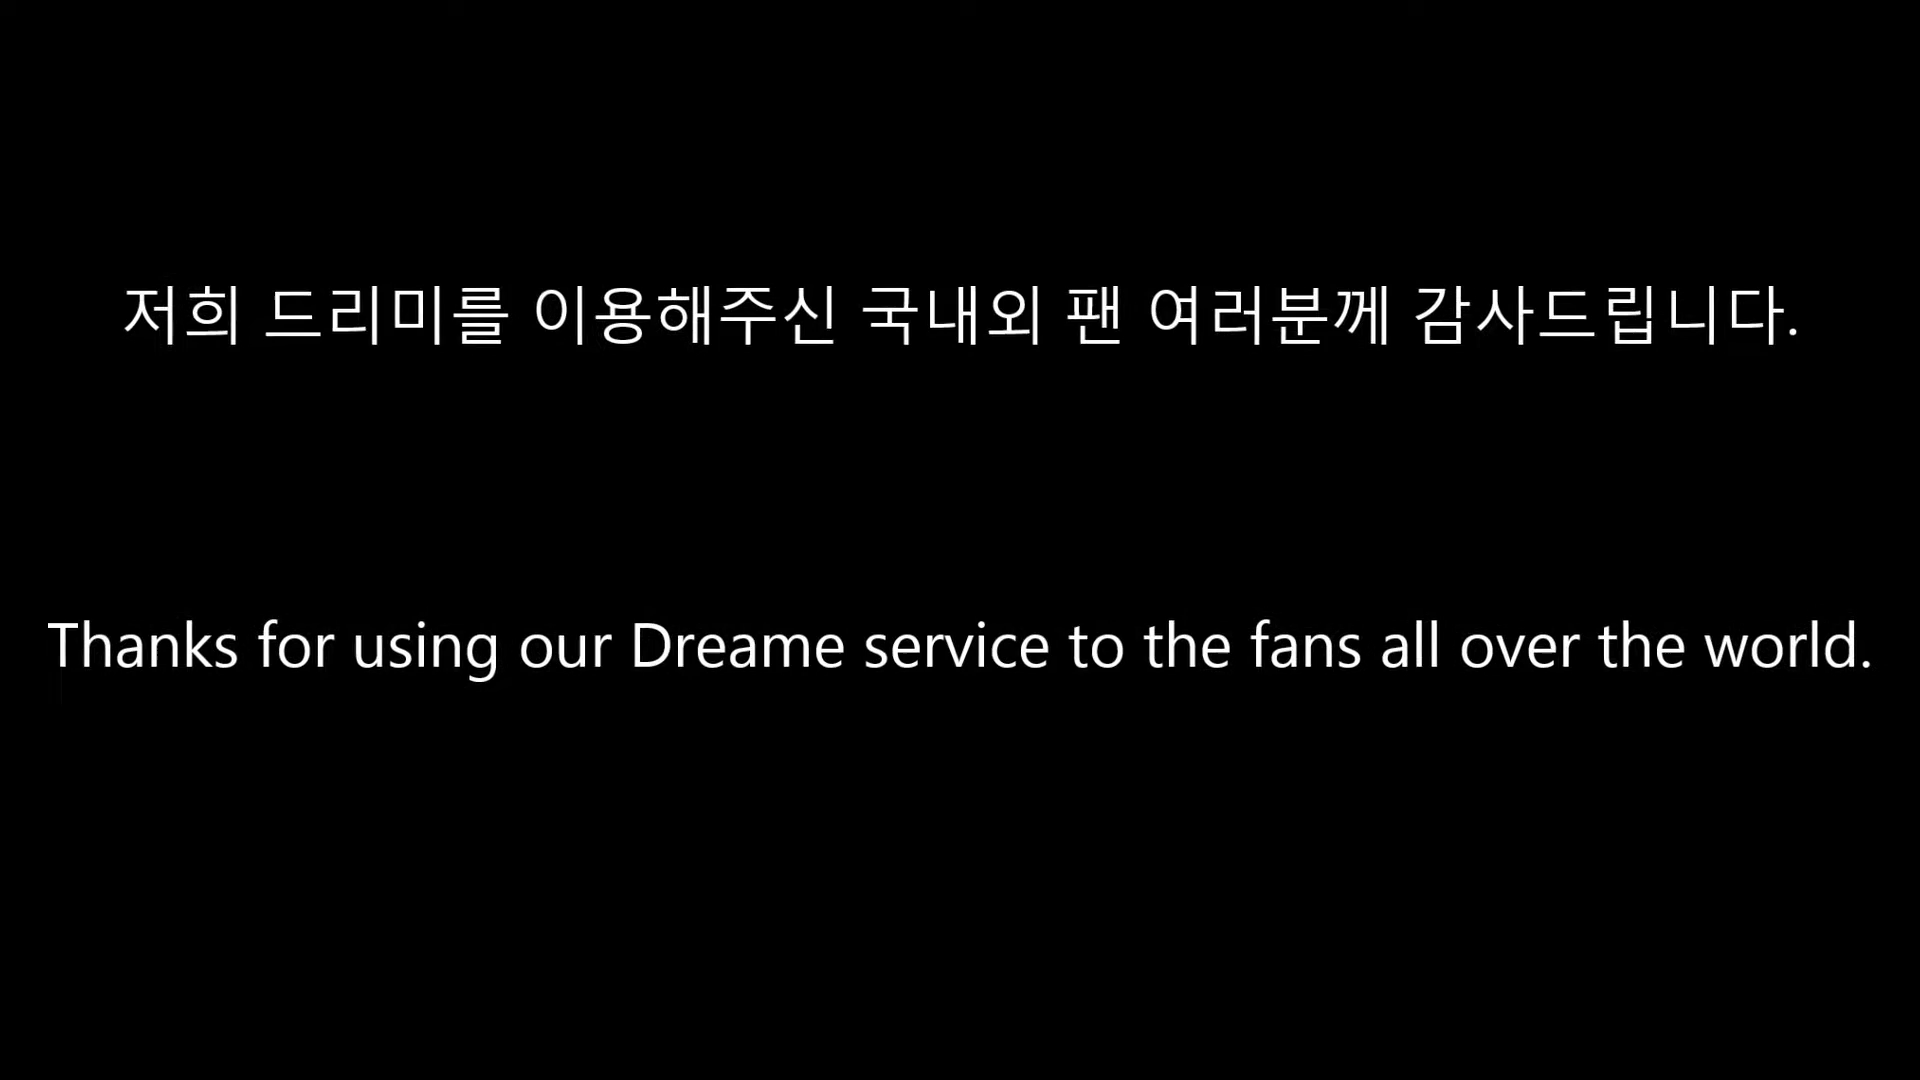 저희 드리미를 이용해주신 국내외 팬 여러분께 감사드립니다.
Thanks for using our Dreame service to the fans all over the world.